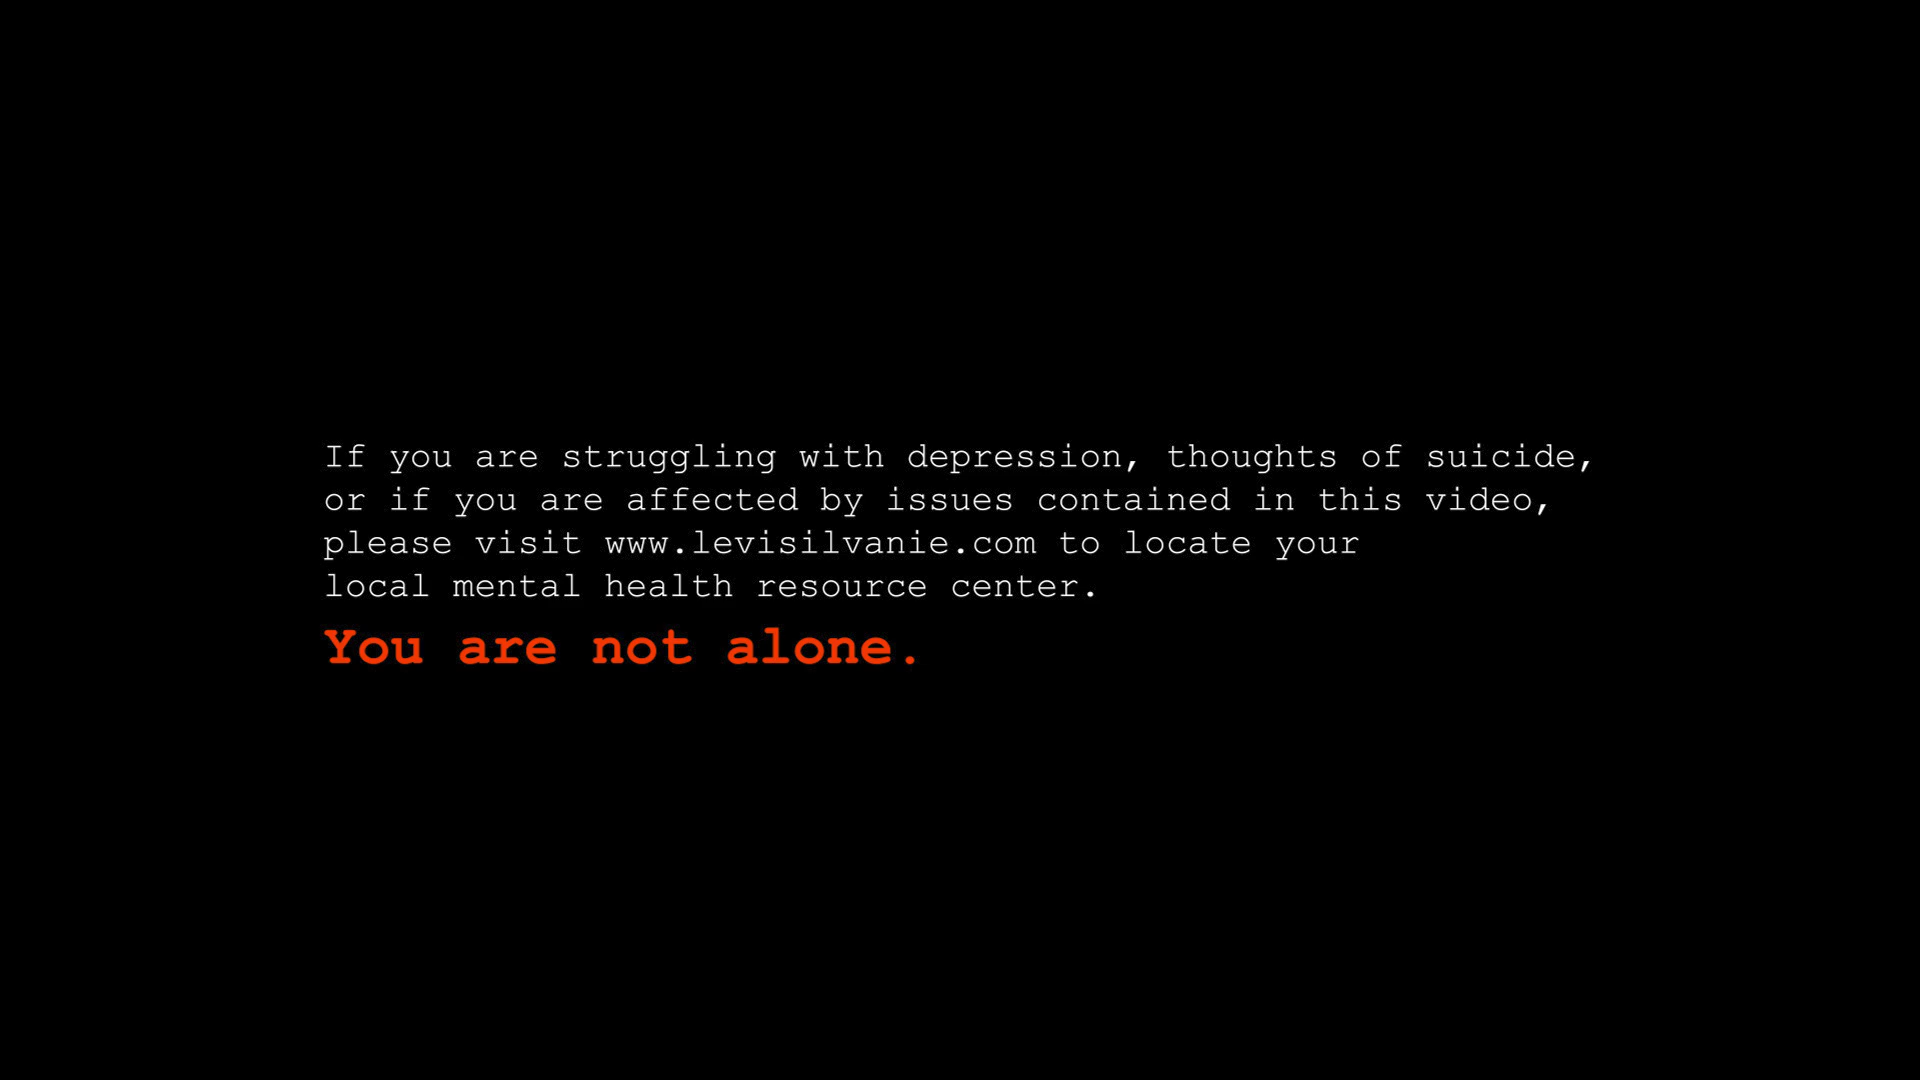 If you are struggling with depression, thoughts of suicide,
or if you are affected by issues contained in this video,
please visit www.levisilvanie.com to locate your
local mental health resource center.
You are not alone.